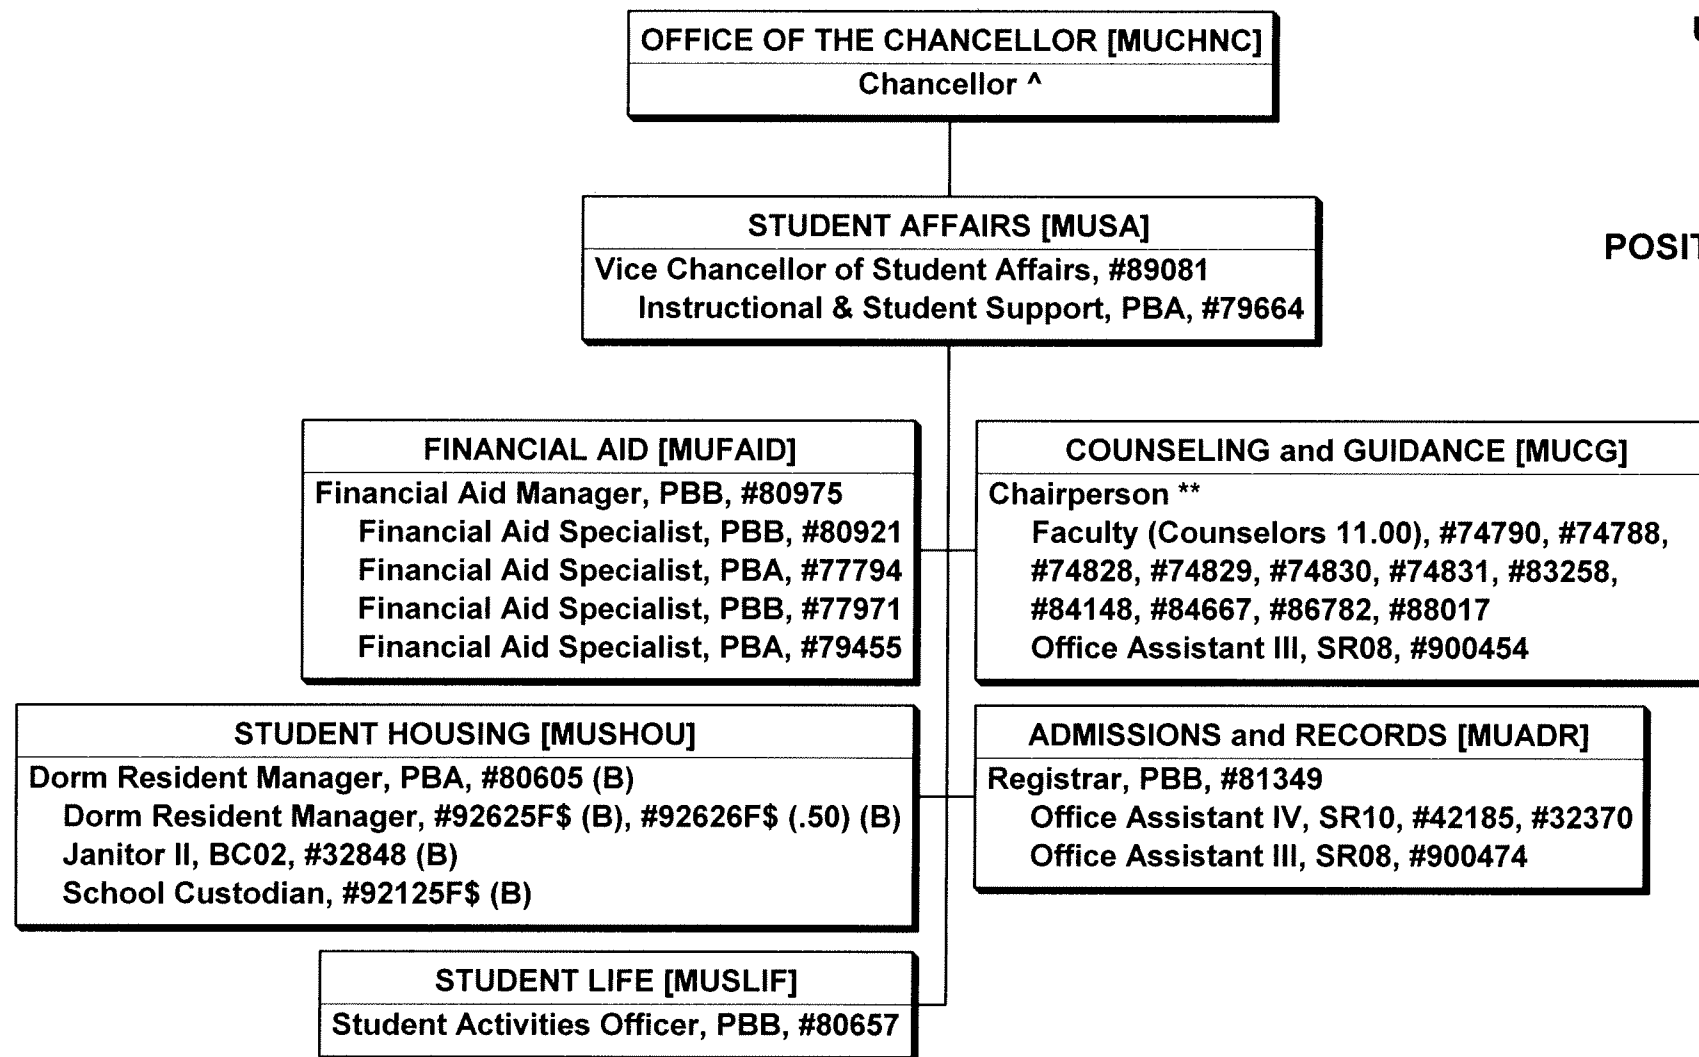 OFFICE OF THE CHANCELLOR [MUCHNC]
Chancellor ^
STUDENT AFFAIRS [MUSA]
Vice Chancellor of Student Affairs, #89081
Instructional & Student Support, PBA, #79664
FINANCIAL AID [MUFAID]
Financial Aid Manager, PBB, #80975
Financial Aid Specialist, PBB, #80921
Financial Aid Specialist, PBA, #77794
Financial Aid Specialist, PBB, #77971
Financial Aid Specialist, PBA, #79455
COUNSELING and GUIDANCE [MUCG]
Chairperson **
Faculty (Counselors 11.00), #74790, #74788,
#74828, #74829, #74830, #74831, #83258,
#84148, #84667, #86782, #88017
Office Assistant III, SR08, #900454
STUDENT HOUSING [MUSHOU]
Dorm Resident Manager, PBA, #80605 (B)
Dorm Resident Manager, #92625F$ (B), #92626F$ (.50) (B)
Janitor II, BC02, #32848 (B)
School Custodian, #92125F$ (B)
ADMISSIONS and RECORDS [MUADR]
Registrar, PBB, #81349
Office Assistant IV, SR10, #42185, #32370
Office Assistant III, SR08, #900474
STUDENT LIFE [MUSLIF]
Student Activities Officer, PBB, #80657
POSIT